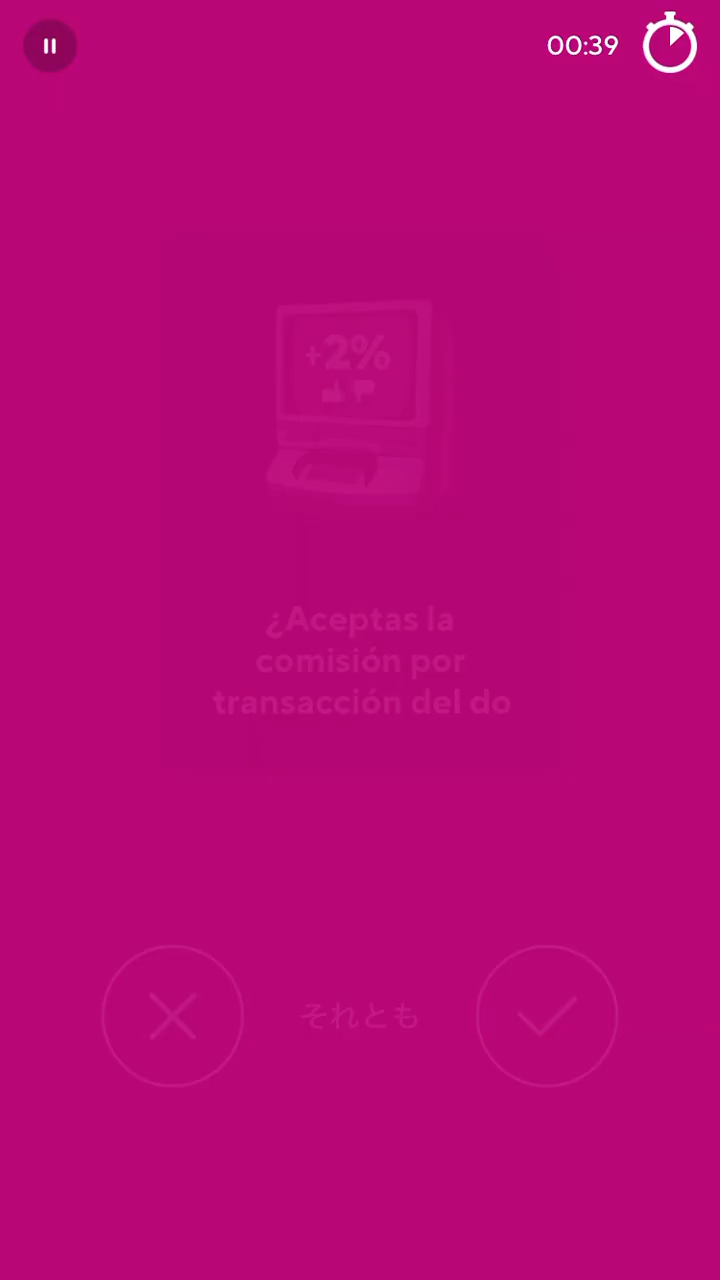 00:39
+2%
¿Aceptas la
comisión por
transacción del do
それとも